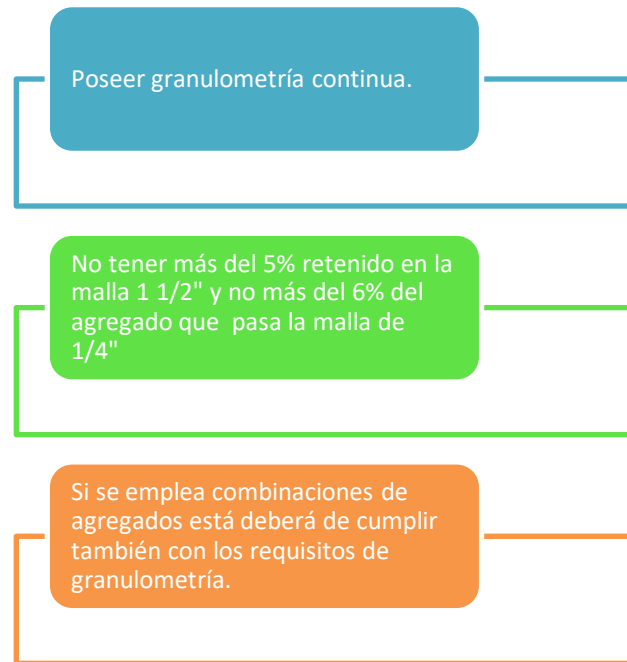 Poseer granulometría continua.
No tener más del 5% retenido en la
malla 1 1/2" y no más del 6% del
agregado que  pasa la malla de
1/4"
Si se emplea combinaciones de
agregados está deberá de cumplir
también con los requisitos de
granulometría.